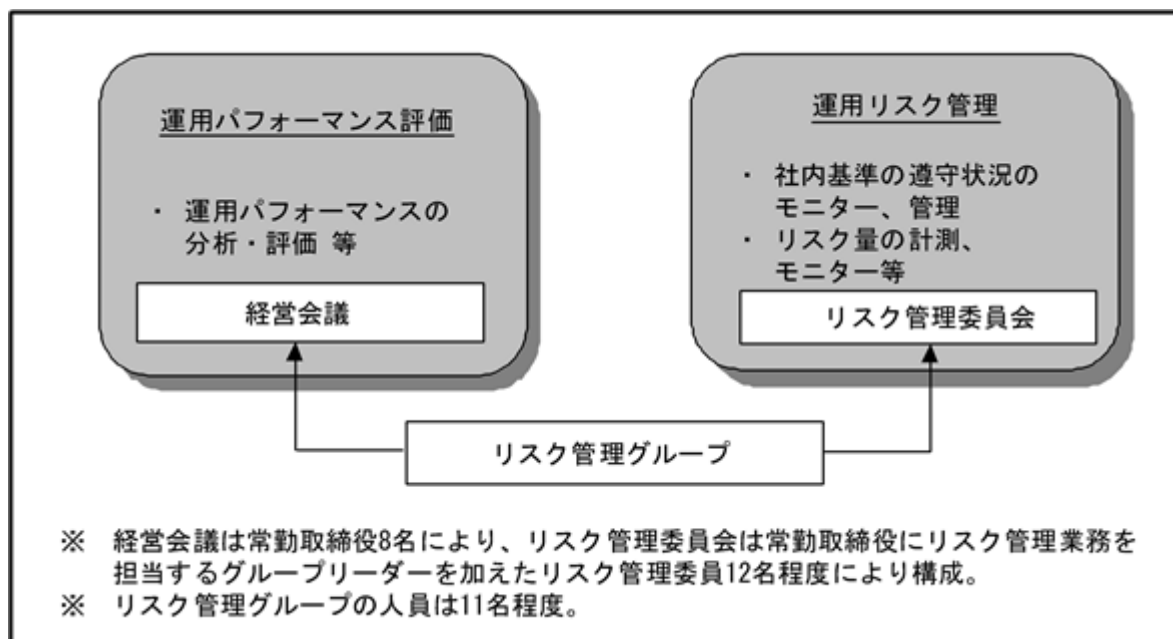 運用パフォーマンス評価
・ 運用パフォーマンスの
分析・評価 等
経営会議
運用リスク管理
・ 社内基準の遵守状況の
モニター、管理
・ リスク量の計測、
モニター等
リスク管理委員会
リスク管理グループ
※ 経営会議は常勤取締役8名により、リスク管理委員会は常勤取締役にリスク管理業務を
担当するグループリーダーを加えたリスク管理委員12名程度により構成。
※ リスク管理グループの人員は11名程度。